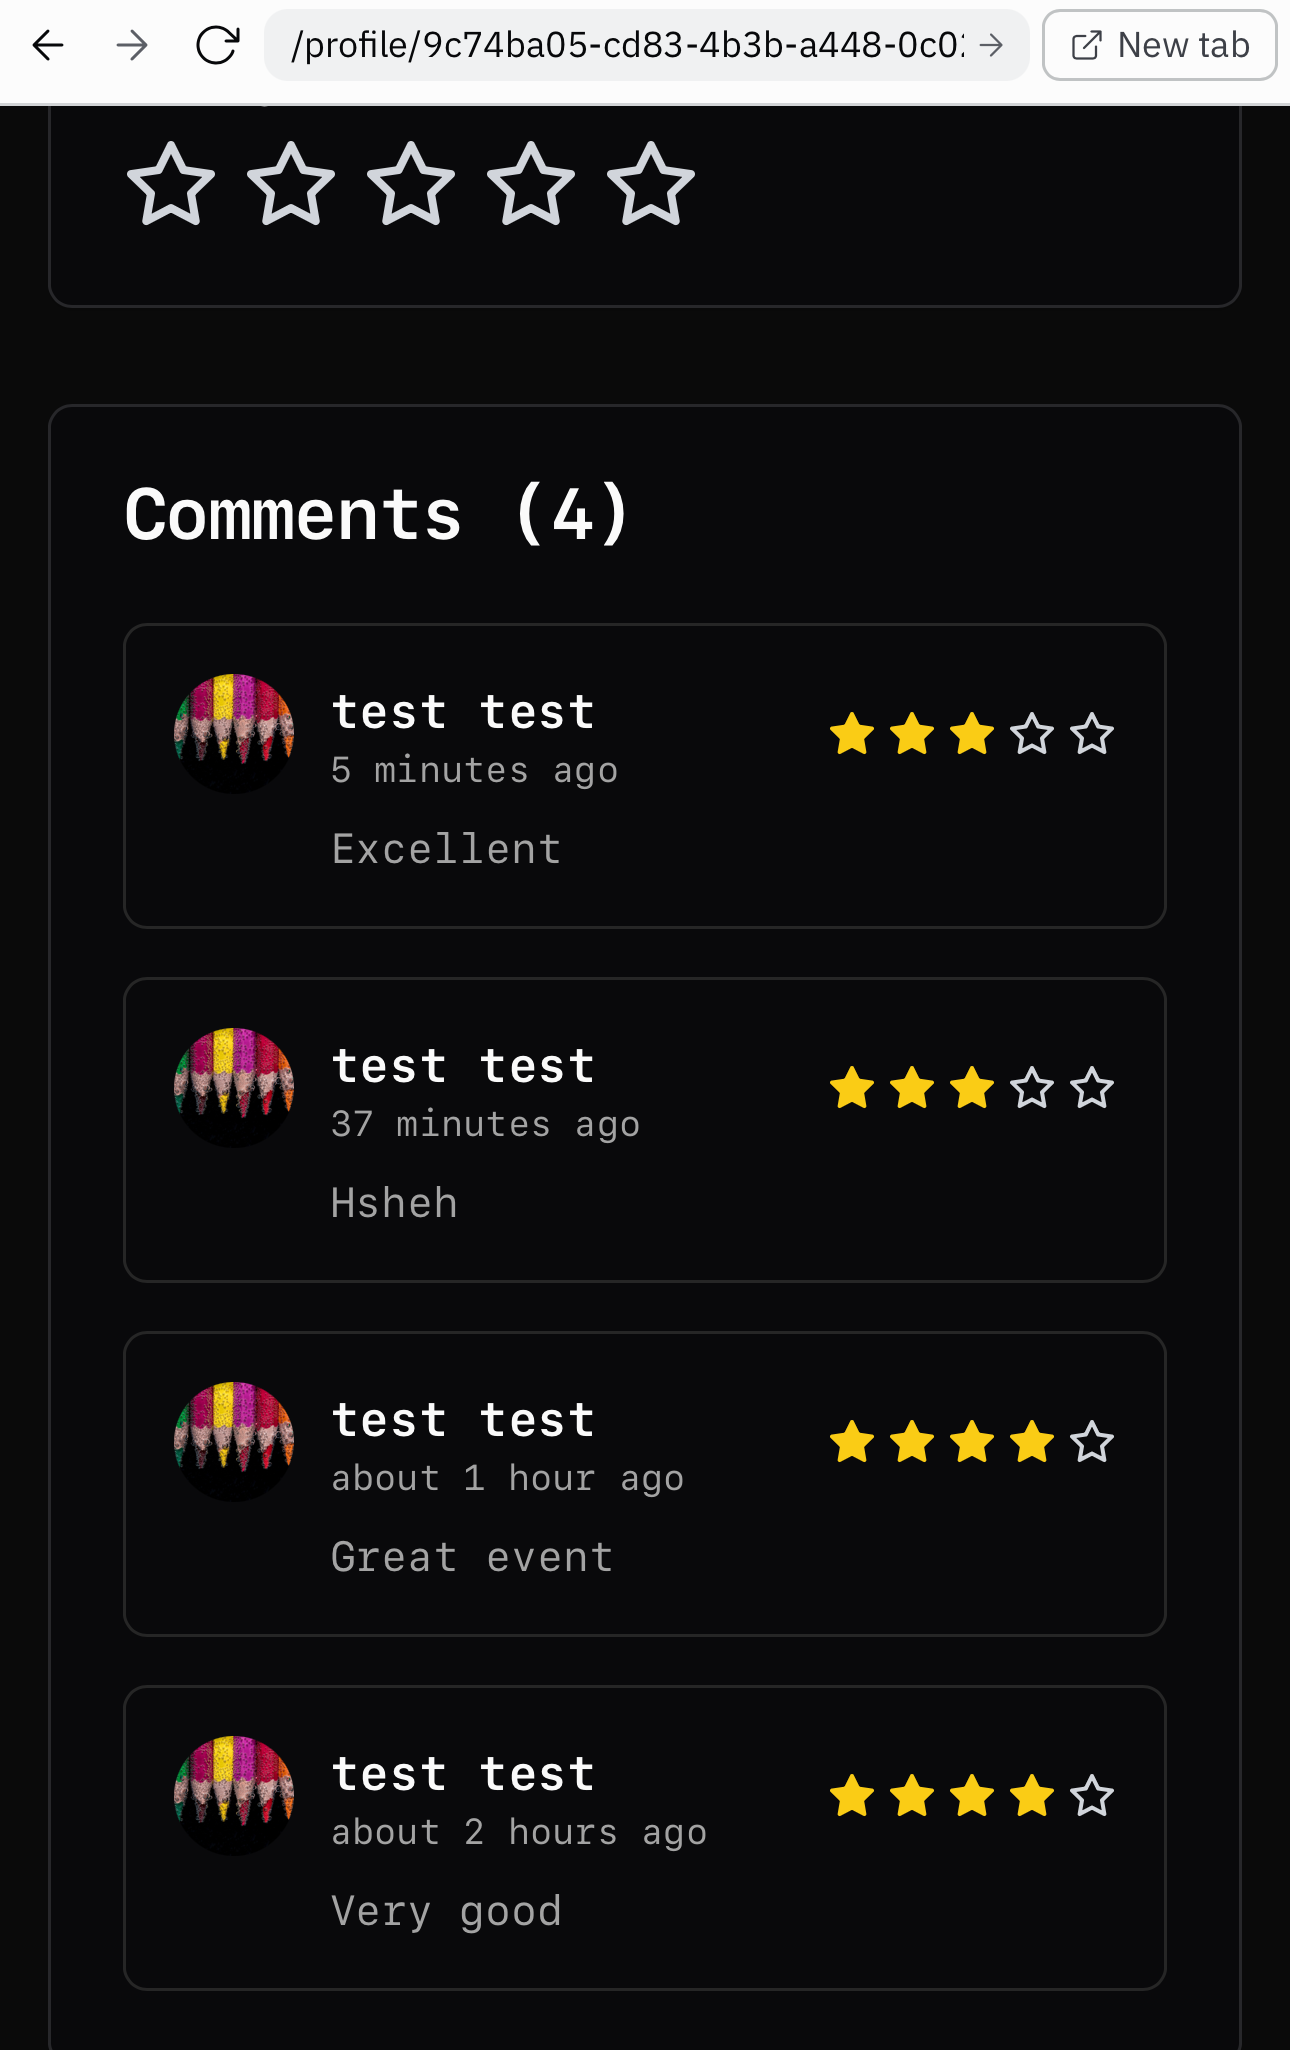 /profile/9c74ba05-cd83-4b3b-a448-0c0
New tab
Comments (4)
test test
5 minutes ago
Excellent
test test
37 minutes ago
Hsheh
test test
about 1 hour ago
Great event
test test
about 2 hours ago
Very good